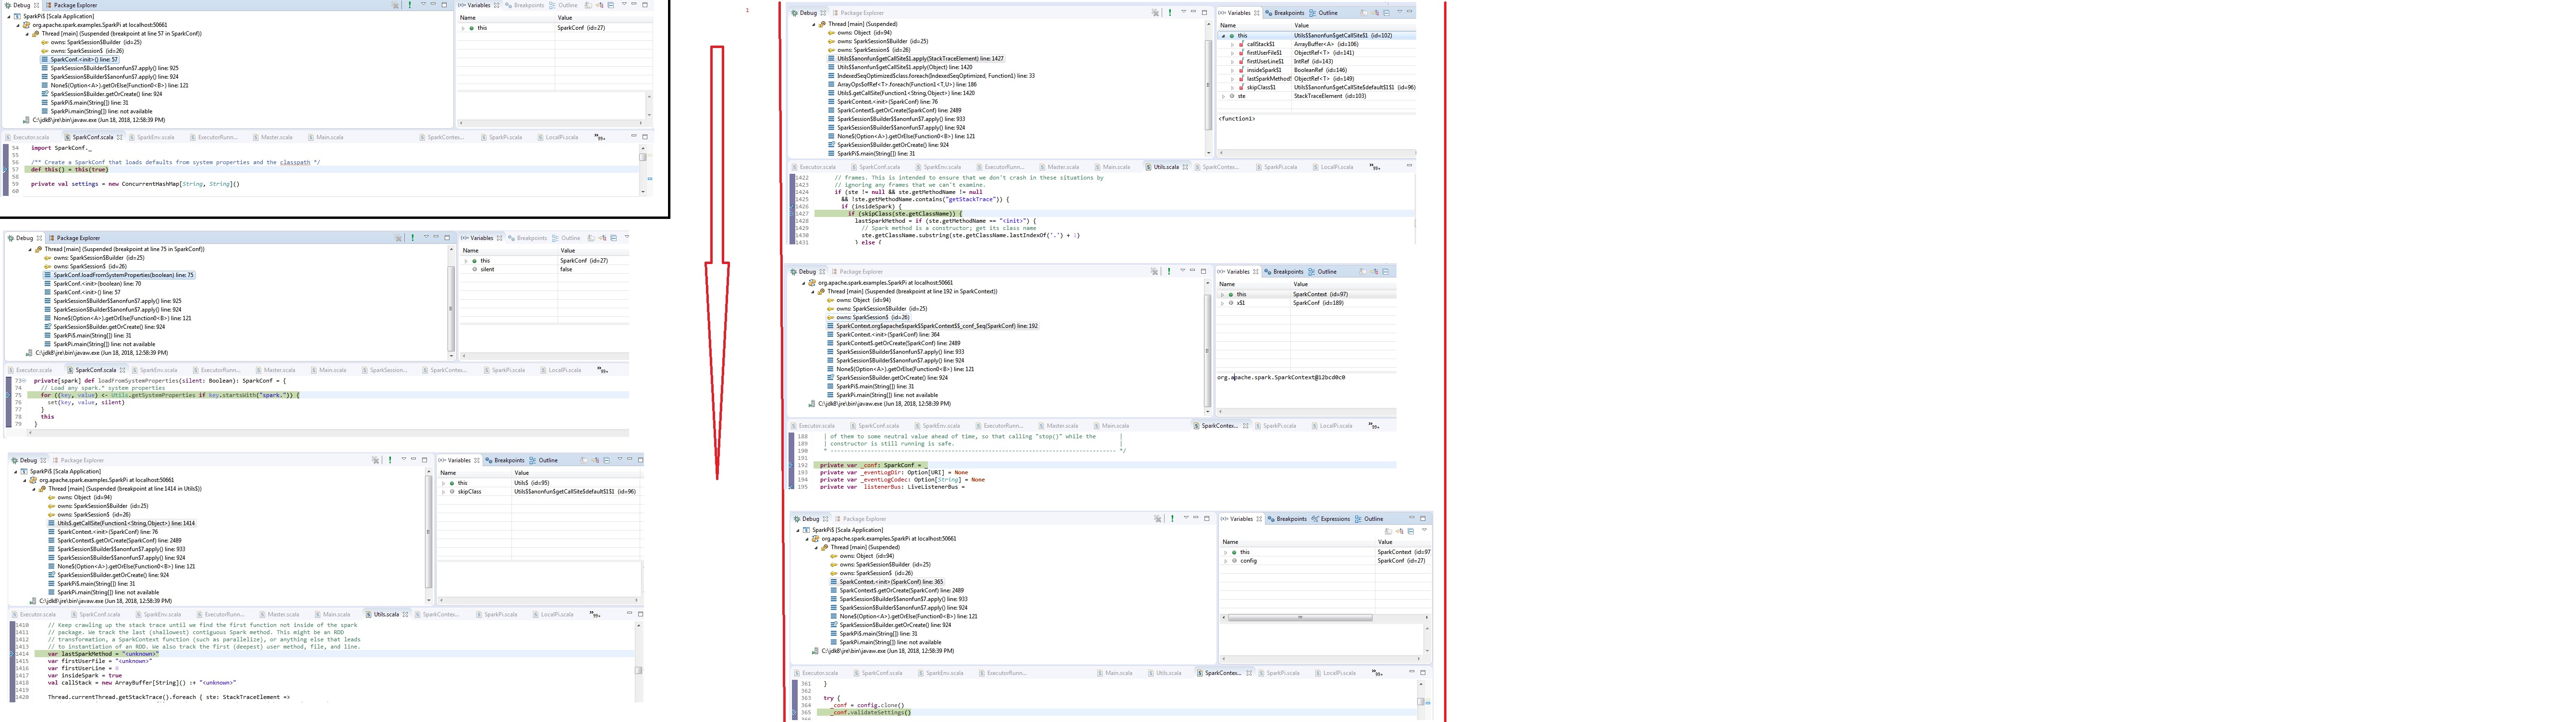 Debug Package Explorer
SparkPi$ [Scala Application]
org.apache.spark.examples.SparkPi at localhost:50661
Thread [main] (Suspended (breakpoint at line 57 in SparkConf))
owns: SparkSession$Builder (id=25)
owns: SparkSession$ (id=26)
SparkConf.<init>() line: 57
SparkSession$Builder$$anonfun$7.apply() line: 925
SparkSession$Builder$$anonfun$7.apply() line: 924
None$(Option<A>).getOrElse(Function0<B>) line: 121
SparkSession$Builder.getOrCreate() line: 924
SparkPi$.main(String[]) line: 31
SparkPi.main(String[]) line: not available
C:\jdk8\jre\bin\javaw.exe (Jun 18, 2018, 12:58:39 PM)
Variables Breakpoints Outline
Name Value
this SparkConf (id=27)
Executor.scala SparkConf.scala SparkEnv.scala ExecutorRunn... Master.scala Main.scala SparkContex... SparkPi.scala LocalPi.scala
54 import SparkConf._
55
56 /** Create a SparkConf that loads defaults from system properties and the classpath */
57 def this() = this(true)
58
59 private val settings = new ConcurrentHashMap[String, String]()
60
Debug Package Explorer
Thread [main] (Suspended (breakpoint at line 75 in SparkConf))
owns: SparkSession$Builder (id=25)
owns: SparkSession$ (id=26)
SparkConf.loadFromSystemProperties(boolean) line: 75
SparkConf.<init>(boolean) line: 70
SparkConf.<init>() line: 57
SparkSession$Builder$$anonfun$7.apply() line: 925
SparkSession$Builder$$anonfun$7.apply() line: 924
None$(Option<A>).getOrElse(Function0<B>) line: 121
SparkSession$Builder.getOrCreate() line: 924
SparkPi$.main(String[]) line: 31
SparkPi.main(String[]) line: not available
C:\jdk8\jre\bin\javaw.exe (Jun 18, 2018, 12:58:39 PM)
Variables Breakpoints Outline
Name Value
this SparkConf (id=27)
silent false
Executor.scala SparkConf.scala SparkEnv.scala ExecutorRunn... Master.scala Main.scala SparkSession... SparkContex... SparkPi.scala LocalPi.scala
73 private[spark] def loadFromSystemProperties(silent: Boolean): SparkConf = {
74 // Load any spark.* system properties
75 for ((key, value) <- Utils.getSystemProperties if key.startsWith("spark.")) {
76 set(key, value, silent)
77 }
78 this
79 }
Debug Package Explorer
SparkPi$ [Scala Application]
org.apache.spark.examples.SparkPi at localhost:50661
Thread [main] (Suspended (breakpoint at line 1414 in Utils$))
owns: Object (id=94)
owns: SparkSession$Builder (id=25)
owns: SparkSession$ (id=26)
Utils$.getCallSite(Function1<String,Object>) line: 1414
SparkContext.<init>(SparkConf) line: 76
SparkContext$.getOrCreate(SparkConf) line: 2489
SparkSession$Builder$$anonfun$7.apply() line: 933
SparkSession$Builder$$anonfun$7.apply() line: 924
None$(Option<A>).getOrElse(Function0<B>) line: 121
SparkSession$Builder.getOrCreate() line: 924
SparkPi$.main(String[]) line: 31
SparkPi.main(String[]) line: not available
C:\jdk8\jre\bin\javaw.exe (Jun 18, 2018, 12:58:39 PM)
Variables Breakpoints Outline
Name Value
this Utils$ (id=95)
skipClass Utils$$anonfun$getCallSite$default$1$1 (id=96)
Executor.scala SparkConf.scala SparkEnv.scala ExecutorRunn... Master.scala Main.scala Utils.scala SparkContex... SparkPi.scala LocalPi.scala
1410 // Keep crawling up the stack trace until we find the first function not inside of the spark
1411 // package. We track the last (shallowest) contiguous Spark method. This might be an RDD
1412 // transformation, a SparkContext function (such as parallelize), or anything else that leads
1413 // to instantiation of an RDD. We also track the first (deepest) user method, file, and line.
1414 var lastSparkMethod = "<unknown>"
1415 var firstUserFile = "<unknown>"
1416 var firstUserLine = 0
1417 var insideSpark = true
1418 val callStack = new ArrayBuffer[String]() :+ "<unknown>"
1419
1420 Thread.currentThread.getStackTrace().foreach { ste: StackTraceElement =>
1
Debug Package Explorer
Thread [main] (Suspended)
owns: Object (id=94)
owns: SparkSession$Builder (id=25)
owns: SparkSession$ (id=26)
Utils$$anonfun$getCallSite$1.apply(StackTraceElement) line: 1427
Utils$$anonfun$getCallSite$1.apply(Object) line: 1420
IndexedSeqOptimized$class.foreach(IndexedSeqOptimized, Function1) line: 33
ArrayOps$ofRef<T>.foreach(Function1<T,U>) line: 186
Utils$.getCallSite(Function1<String,Object>) line: 1420
SparkContext.<init>(SparkConf) line: 76
SparkContext$.getOrCreate(SparkConf) line: 2489
SparkSession$Builder$$anonfun$7.apply() line: 933
SparkSession$Builder$$anonfun$7.apply() line: 924
None$(Option<A>).getOrElse(Function0<B>) line: 121
SparkSession$Builder.getOrCreate() line: 924
SparkPi$.main(String[]) line: 31
Variables Breakpoints Outline
Name Value
this Utils$$anonfun$getCallSite$1 (id=102)
callStack$1 ArrayBuffer<A> (id=106)
firstUserFile$1 ObjectRef<T> (id=141)
firstUserLine$1 IntRef (id=143)
insideSpark$1 BooleanRef (id=146)
lastSparkMethod$ ObjectRef<T> (id=149)
skipClass$1 Utils$$anonfun$getCallSite$default$1$1 (id=96)
ste StackTraceElement (id=103)
<function1>
Executor.scala SparkConf.scala SparkEnv.scala ExecutorRunn... Master.scala Main.scala Utils.scala SparkContex... SparkPi.scala LocalPi.scala
1422 // frames. This is intended to ensure that we don't crash in these situations by
1423 // ignoring any frames that we can't examine.
1424 if (ste != null && ste.getMethodName != null
1425 && !ste.getMethodName.contains("getStackTrace")) {
1426 if (insideSpark) {
1427 if (skipClass(ste.getClassName)) {
1428 lastSparkMethod = if (ste.getMethodName == "<init>") {
1429 // Spark method is a constructor; get its class name
1430 ste.getClassName.substring(ste.getClassName.lastIndexOf('.') + 1)
1431 } else {
Debug Package Explorer
org.apache.spark.examples.SparkPi at localhost:50661
Thread [main] (Suspended (breakpoint at line 192 in SparkContext))
owns: Object (id=94)
owns: SparkSession$Builder (id=25)
owns: SparkSession$ (id=26)
SparkContext.org$apache$spark$SparkContext$$_conf_$eq(SparkConf) line: 192
SparkContext.<init>(SparkConf) line: 364
SparkContext$.getOrCreate(SparkConf) line: 2489
SparkSession$Builder$$anonfun$7.apply() line: 933
SparkSession$Builder$$anonfun$7.apply() line: 924
None$(Option<A>).getOrElse(Function0<B>) line: 121
SparkSession$Builder.getOrCreate() line: 924
SparkPi$.main(String[]) line: 31
SparkPi.main(String[]) line: not available
C:\jdk8\jre\bin\javaw.exe (Jun 18, 2018, 12:58:39 PM)
Variables Breakpoints Outline
Name Value
this SparkContext (id=97)
x$1 SparkConf (id=189)
org.apache.spark.SparkContext@12bcd0c0
Executor.scala SparkConf.scala SparkEnv.scala ExecutorRunn... Master.scala Main.scala SparkContex... SparkPi.scala LocalPi.scala
188 | of them to some neutral value ahead of time, so that calling "stop()" while the |
189 | constructor is still running is safe. |
190 * ------------------------------------------------------------------------------------- */
191
192 private var _conf: SparkConf = _
193 private var _eventLogDir: Option[URI] = None
194 private var _eventLogCodec: Option[String] = None
195 private var _listenerBus: LiveListenerBus = _
Debug Package Explorer
SparkPi$ [Scala Application]
org.apache.spark.examples.SparkPi at localhost:50661
Thread [main] (Suspended)
owns: Object (id=94)
owns: SparkSession$Builder (id=25)
owns: SparkSession$ (id=26)
SparkContext.<init>(SparkConf) line: 365
SparkContext$.getOrCreate(SparkConf) line: 2489
SparkSession$Builder$$anonfun$7.apply() line: 933
SparkSession$Builder$$anonfun$7.apply() line: 924
None$(Option<A>).getOrElse(Function0<B>) line: 121
SparkSession$Builder.getOrCreate() line: 924
SparkPi$.main(String[]) line: 31
SparkPi.main(String[]) line: not available
C:\jdk8\jre\bin\javaw.exe (Jun 18, 2018, 12:58:39 PM)
Variables Breakpoints Expressions Outline
Name Value
this SparkContext (id=97
config SparkConf (id=27)
Executor.scala SparkConf.scala SparkEnv.scala ExecutorRunn... Main.scala Utils.scala SparkContex... SparkPi.scala LocalPi.scala
361 }
362
363 try {
364 _conf = config.clone()
365 _conf.validateSettings()